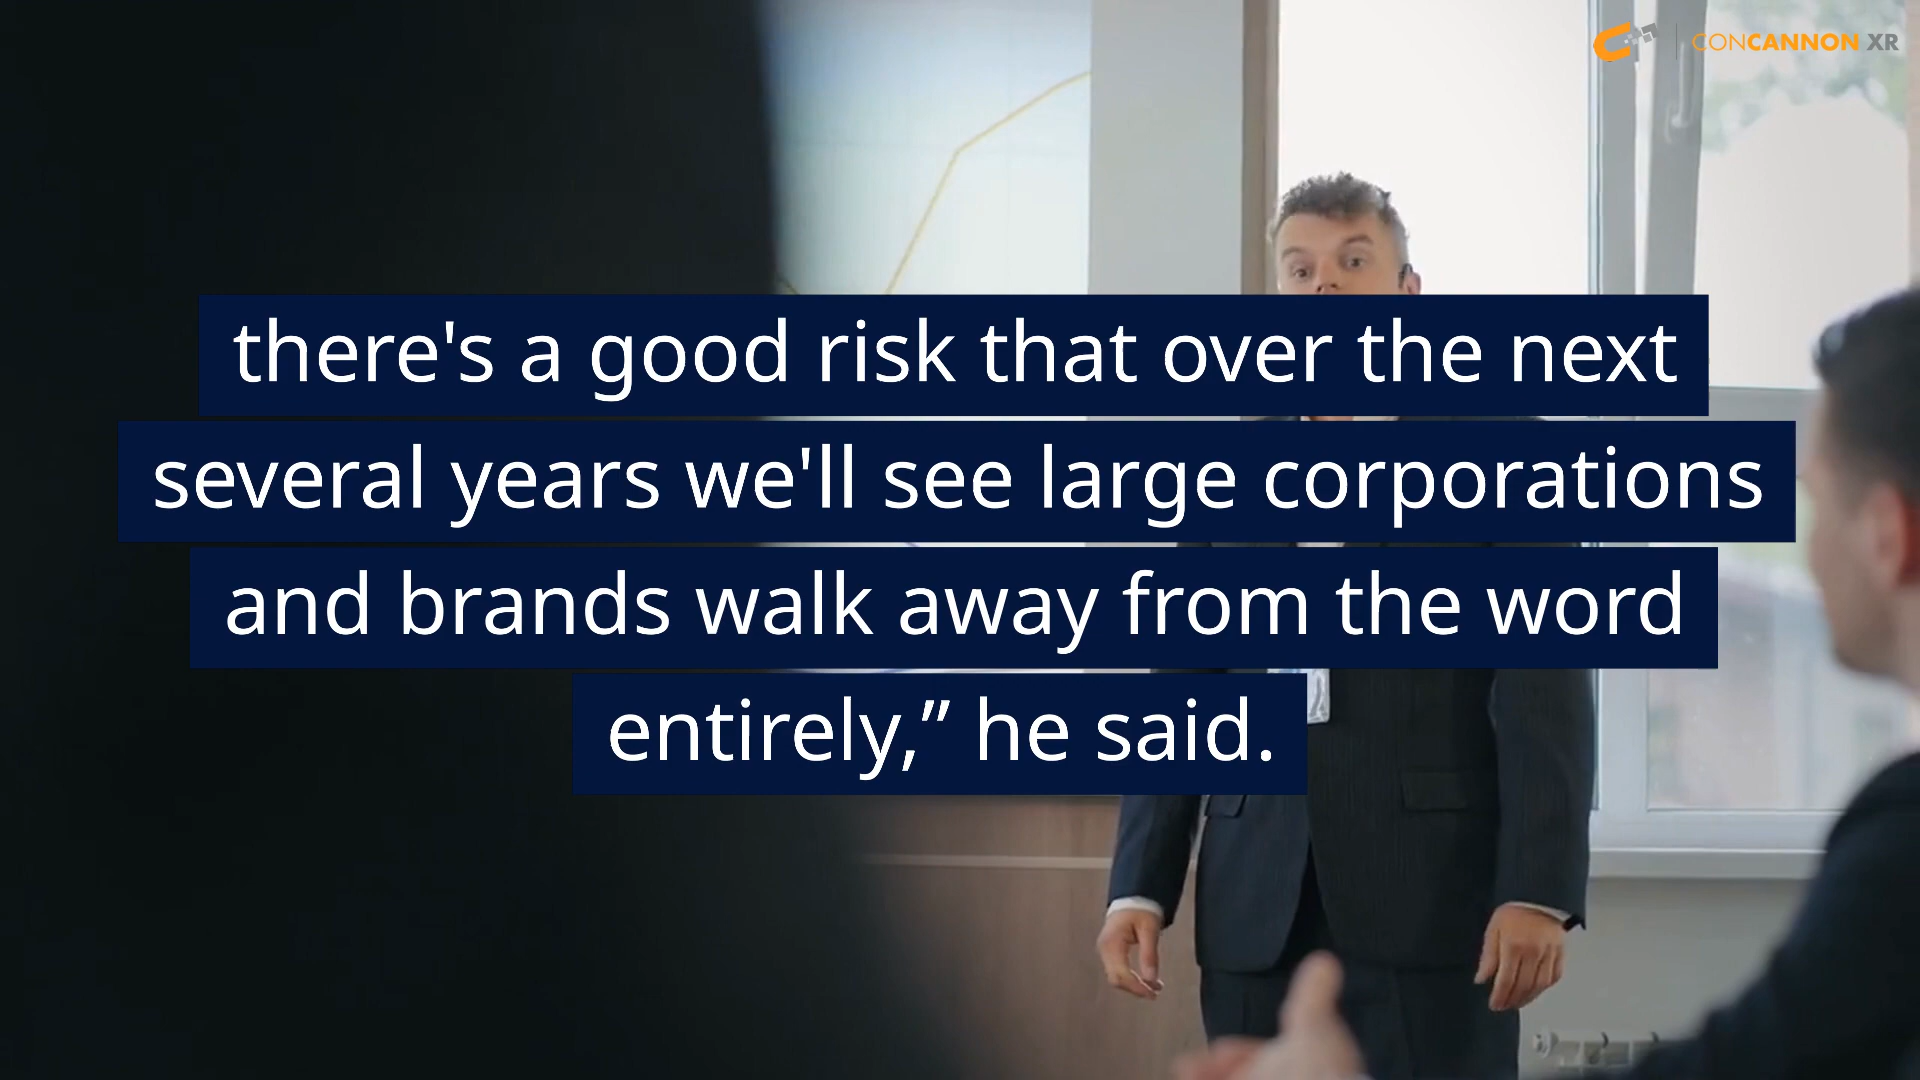 CONCANNON XR
there's a good risk that over the next
several years we'll see large corporations
and brands walk away from the word
entirely,” he said.